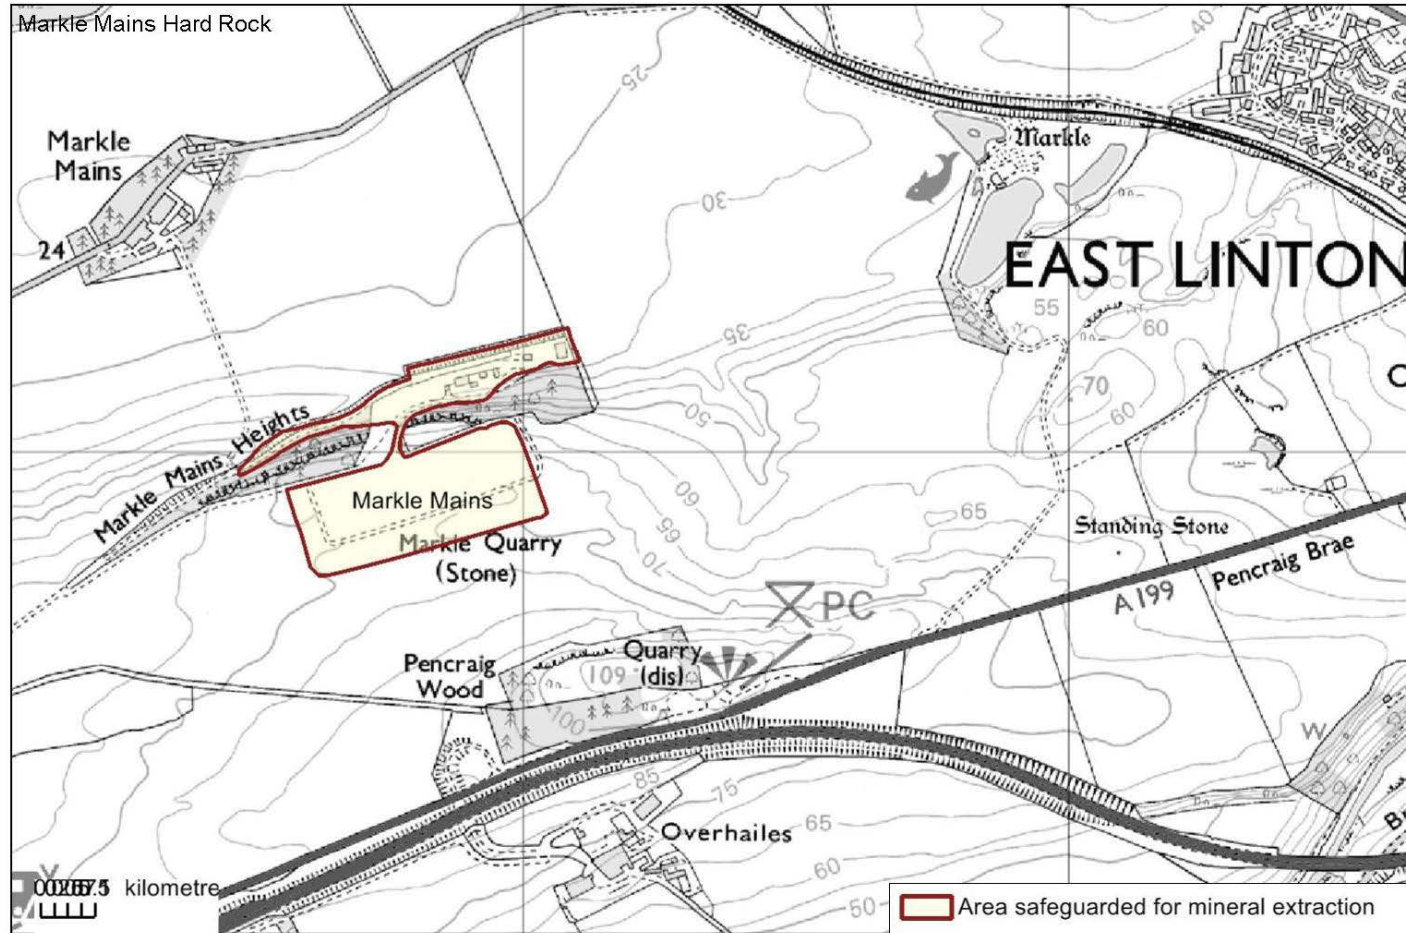 Markle Mains Hard Rock
40
25
Markle
Mains
Markle
30
24
EAST LINTON
55
60
35
70
50
60
Markle Mains Heights
Markle Mains
60
65
65
Standing Stone
Markle Quarry
(Stone)
70
Pencraig Brae
A 199
PC
Pencraig
Wood
Quarry
(dis)
109
100
W
85
75
Overhailes
65
60
50
kilometre
Area safeguarded for mineral extraction